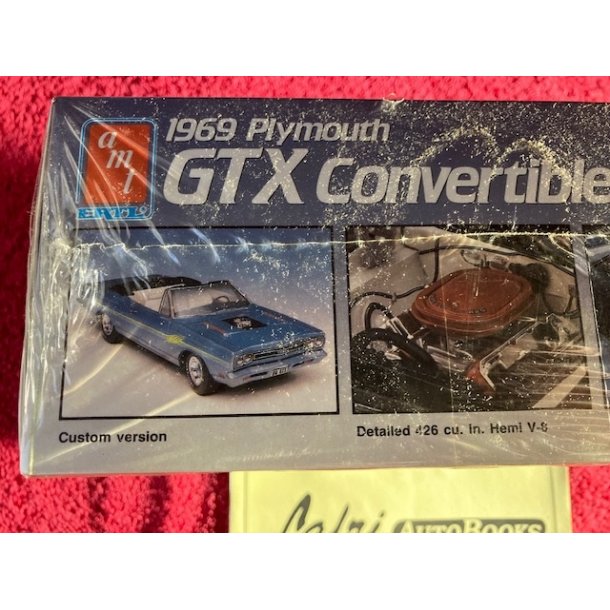 amt
ERTL
1969 Plymouth
GTX Convertible
Custom version
Detailed 426 cu. in. Hemi V-8
AUTOBOOKS